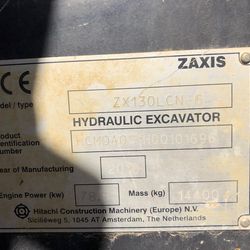 CE
ZAXIS
Model / type
ZX130LCN-6
HYDRAULIC EXCAVATOR
Product
Identification
number
Year of Manufacturing
Engine Power (kw)
Mass (kg)
Hitachi Construction Machinery (Europe) N.V.
Siciliëweg 5, 1045 AT Amsterdam, The Netherlands